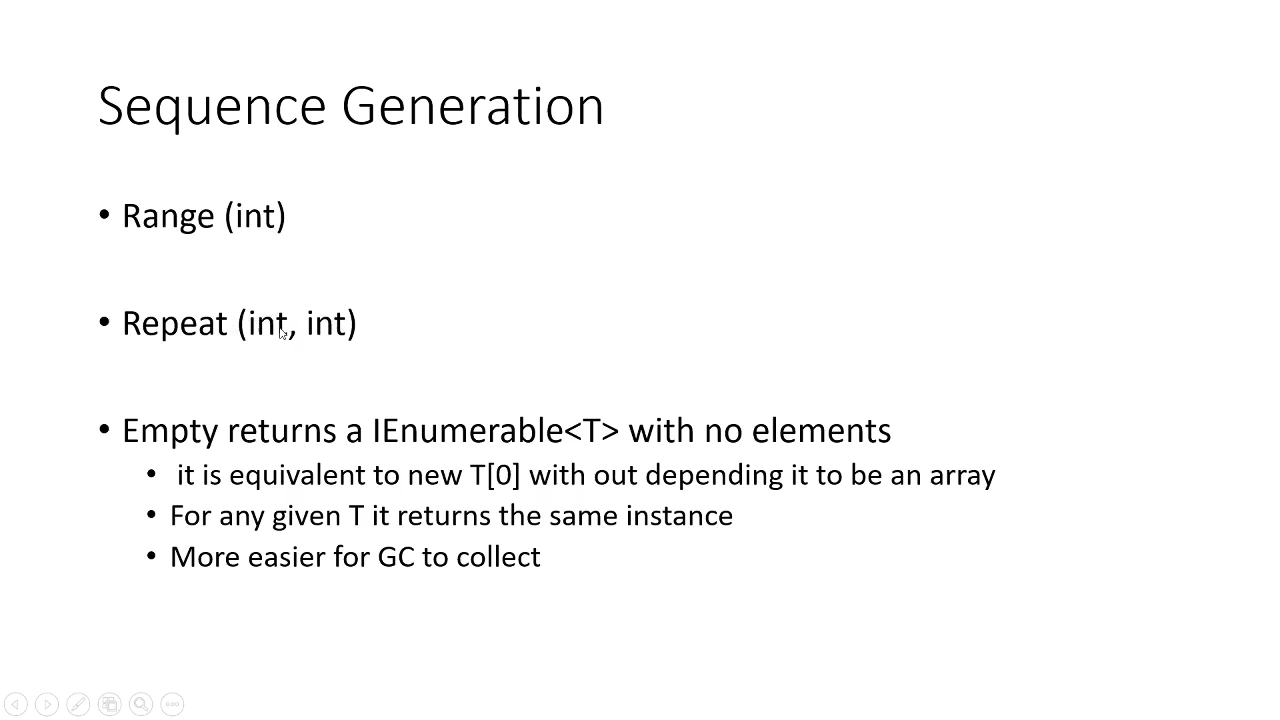 Sequence Generation
• Range (int)
• Repeat (int, int)
• Empty returns a IEnumerable<T> with no elements
• it is equivalent to new T[0] with out depending it to be an array
• For any given T it returns the same instance
• More easier for GC to collect